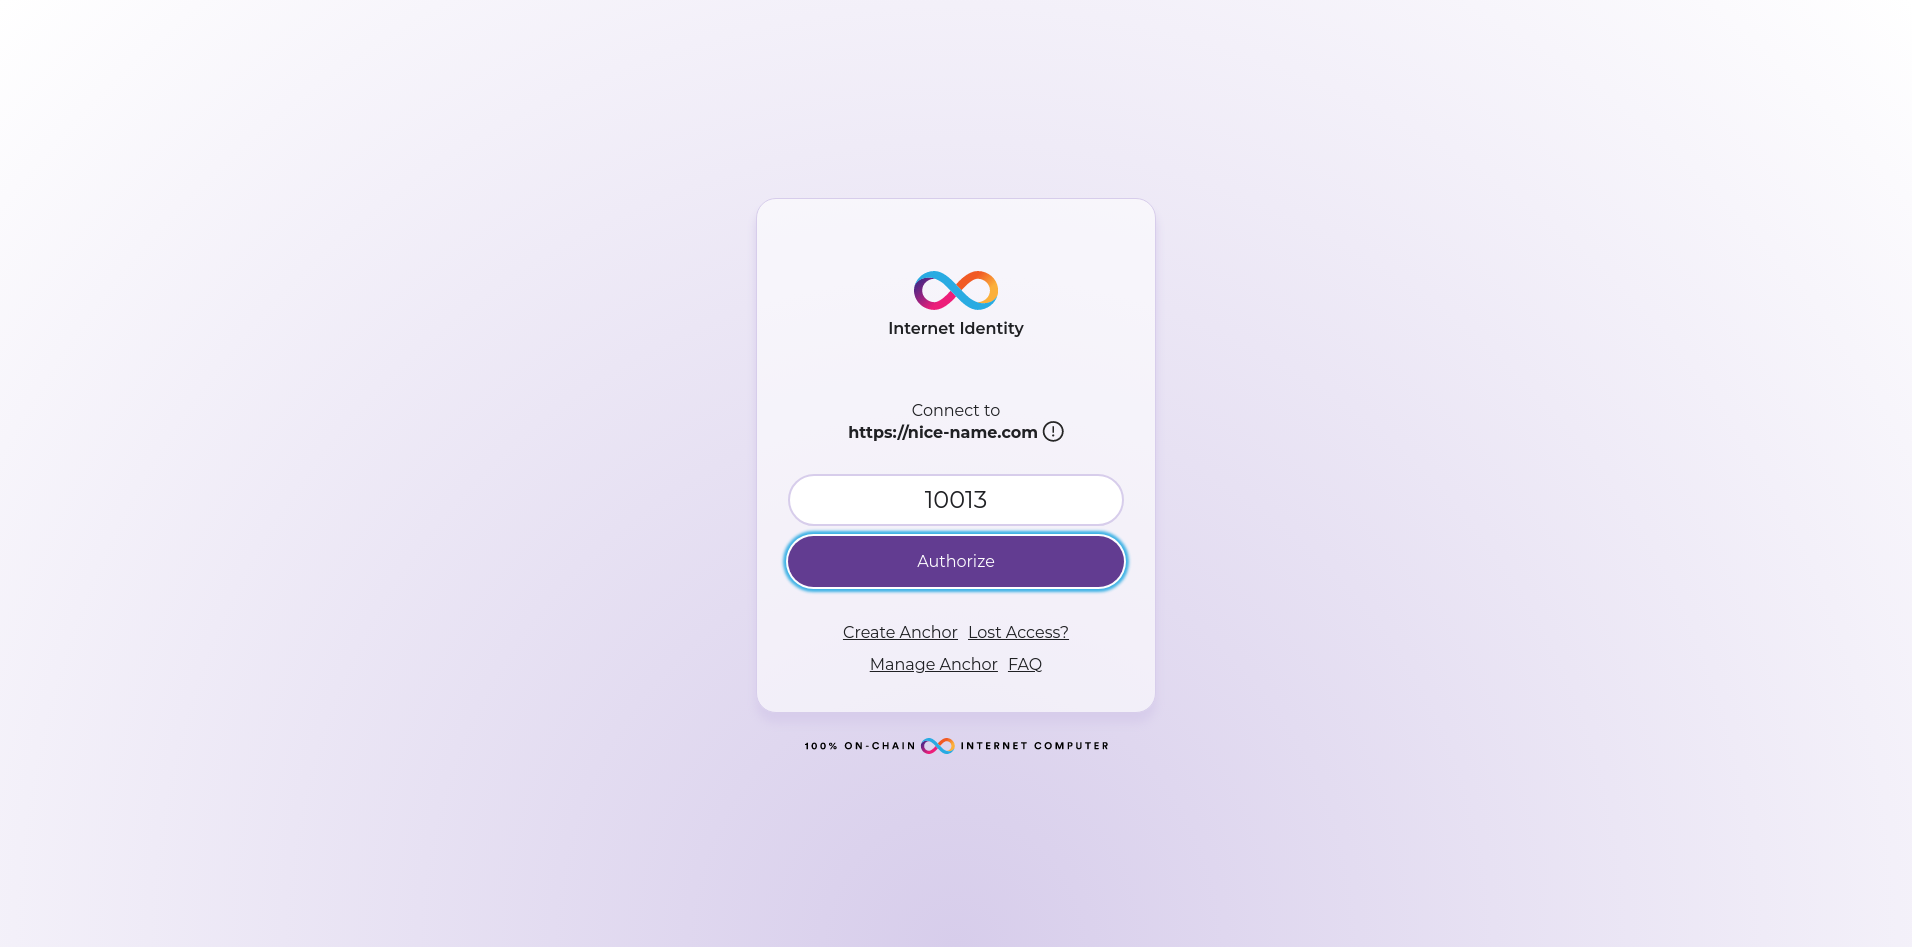 Internet Identity
Connect to
https://nice-name.com
10013
Authorize
Create Anchor Lost Access?
Manage Anchor FAQ
100% ON-CHAIN INTERNET COMPUTER